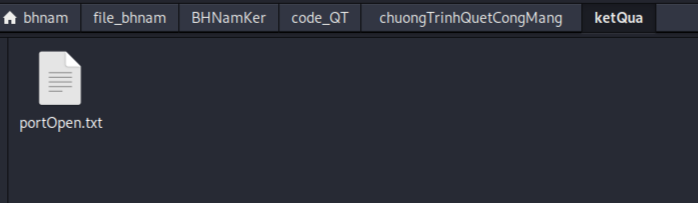 bhnam file_bhnam BHNamKer code_QT chuongTrinhQuetCongMang ketQua
portOpen.txt